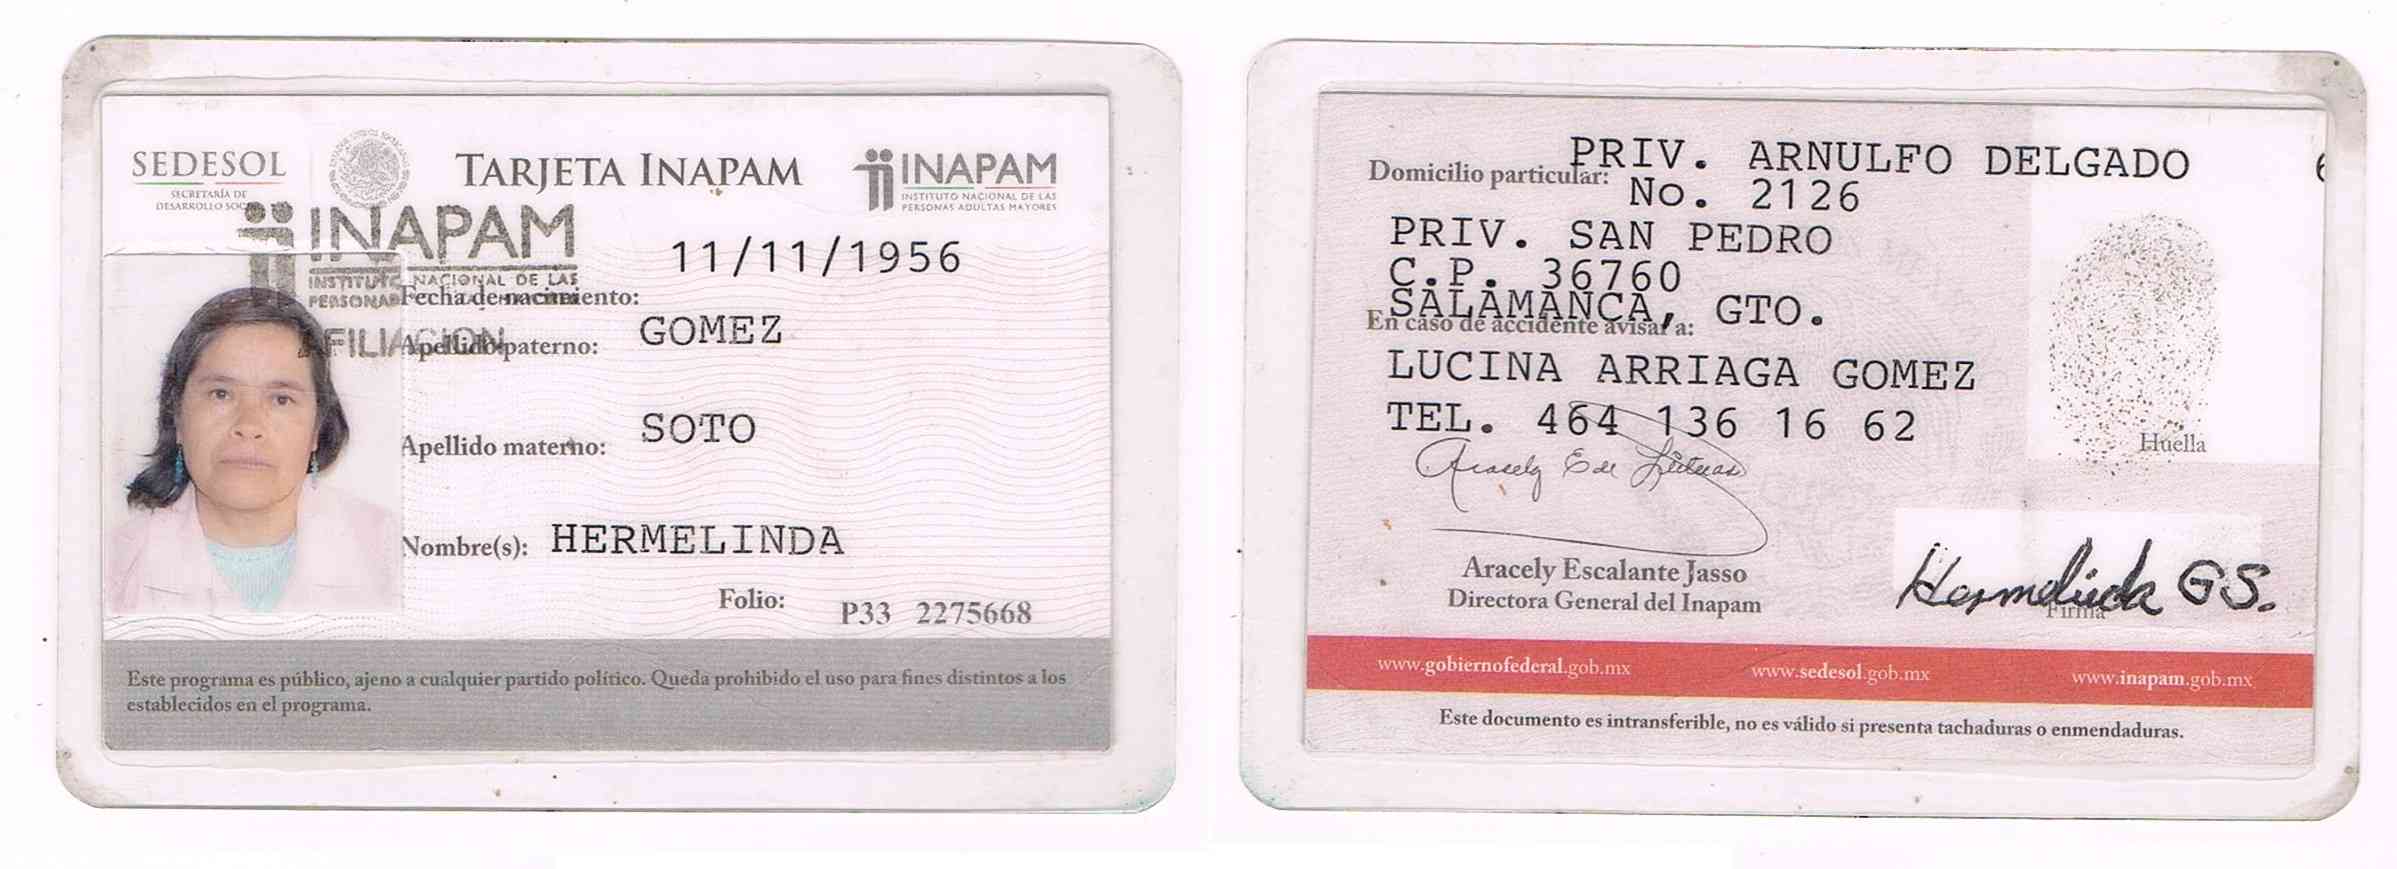 SEDESOL
SECRETARÍA DE
DESARROLLO SOC
TARJETA INAPAM
INAPAM
INSTITUTO NACIONAL DE LAS
PERSONAS ADULTAS MAYORES
INAPAM
INSTITUTO NACIONAL DE LAS
PERSONAS
AFILIACION
11/11/1956
Fecha de nacimiento:
GOMEZ
Apellido paterno:
SOTO
Apellido materno:
Nombre(s): HERMELINDA
Folio: P33 2275668
Este programa es público, ajeno a cualquier partido político. Queda prohibido el uso para fines distintos a los
establecidos en el programa.
Domicilio particular: PRIV. ARNULFO DELGADO
No. 2126
PRIV. SAN PEDRO
C.P. 36760
SALAMANCA, GTO.
En caso de accidente avisar a:
LUCINA ARRIAGA GOMEZ
TEL. 464 136 16 62
Huella
Aracely E de
Aracely Escalante Jasso
Directora General del Inapam
Hermelinda GS.
Firma
www.gobiernofederal.gob.mx www.sedesol.gob.mx www.inapam.gob.mx
Este documento es intransferible, no es válido si presenta tachaduras o enmendaduras.